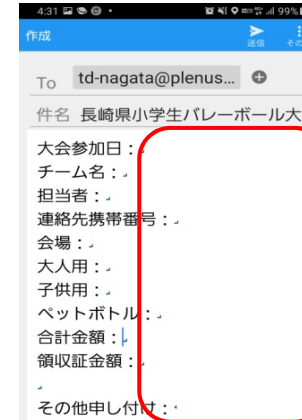 4:31 99%
作成 送信 その
To td-nagata@plenus...
件名 長崎県小学生バレーボール大
大会参加日：
チーム名：
担当者：
連絡先携帯番号：
会場：
大人用：
子供用：
ペットボトル：
合計金額：
領収証金額：
その他申し付け：